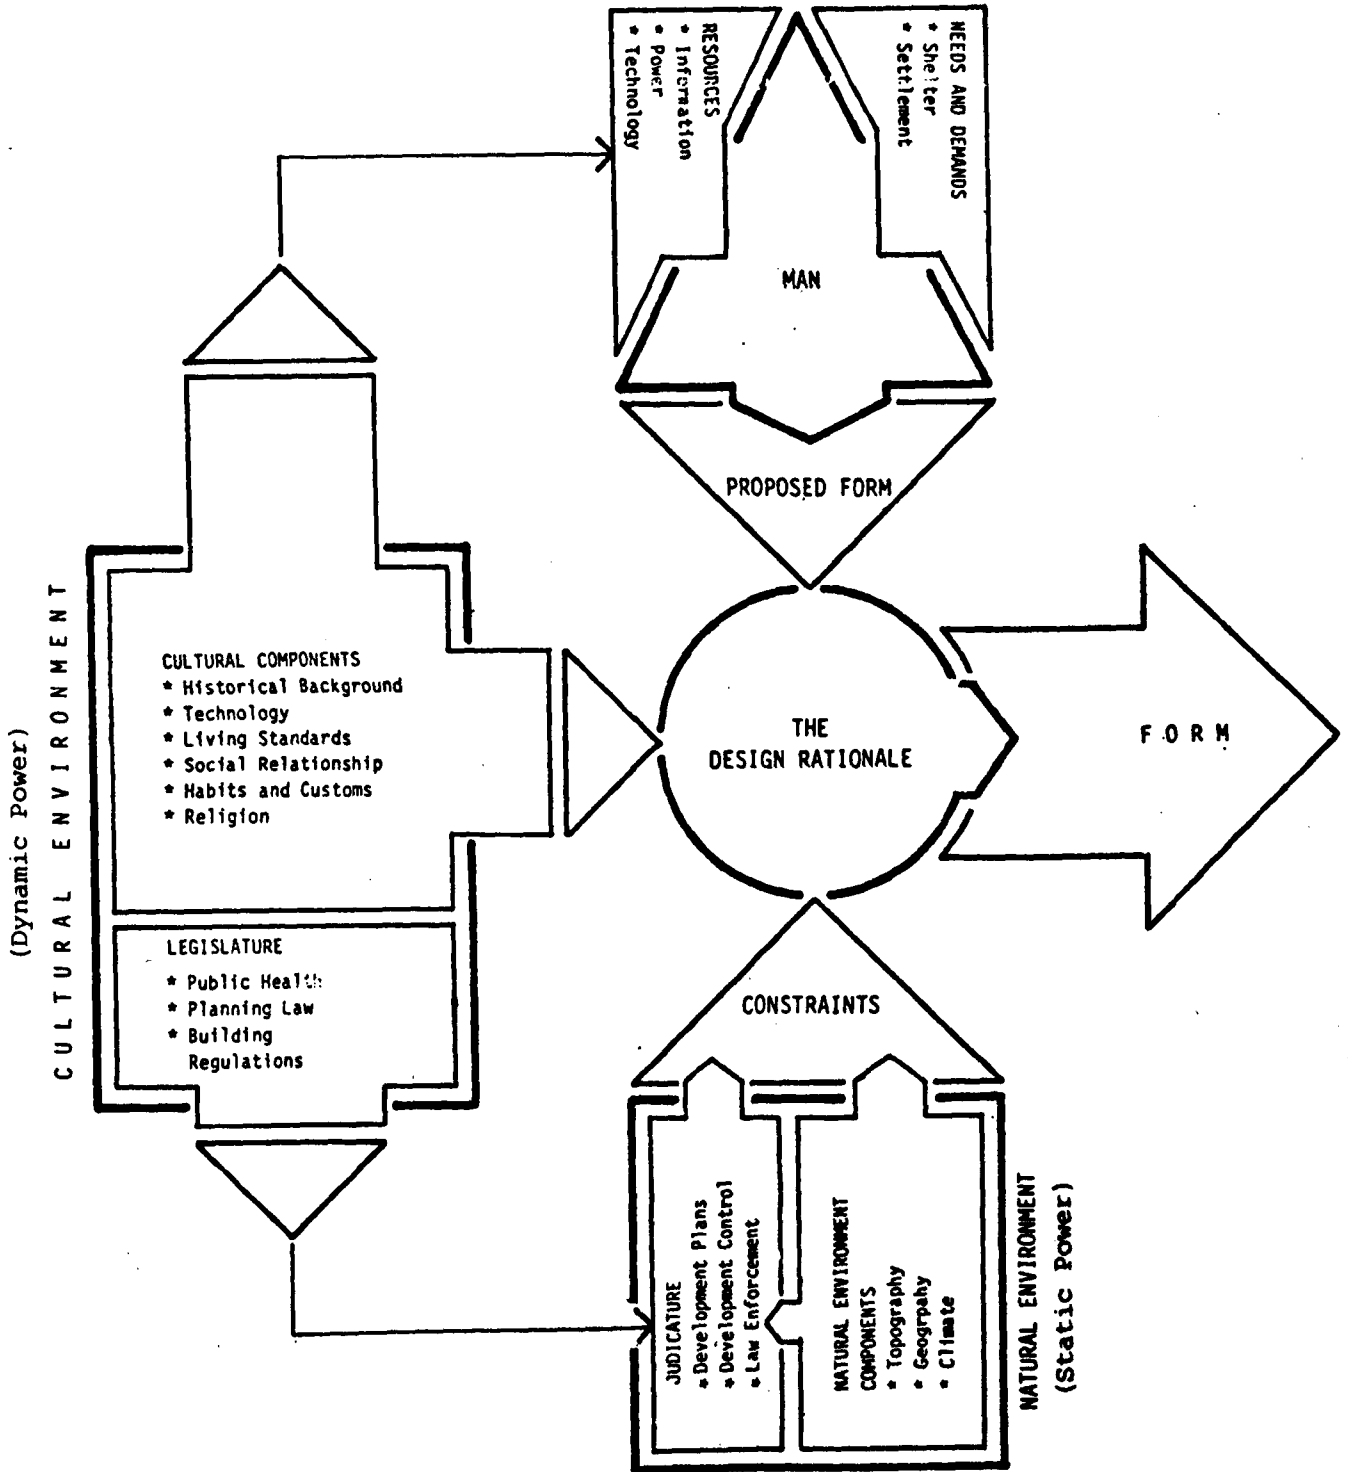 RESOURCES
* Information
* Power
* Technology
NEEDS AND DEMANDS
* Shelter
* Settlement
MAN
PROPOSED FORM
(Dynamic Power)
CULTURAL ENVIRONMENT
CULTURAL COMPONENTS
* Historical Background
* Technology
* Living Standards
* Social Relationship
* Habits and Customs
* Religion
THE
DESIGN RATIONALE
FORM
LEGISLATURE
* Public Health
* Planning Law
* Building
Regulations
CONSTRAINTS
JUDICATURE
* Development Plans
* Development Control
* Law Enforcement
NATURAL ENVIRONMENT
COMPONENTS
* Topography
* Geogrpahy
* Climate
NATURAL ENVIRONMENT
(Static Power)